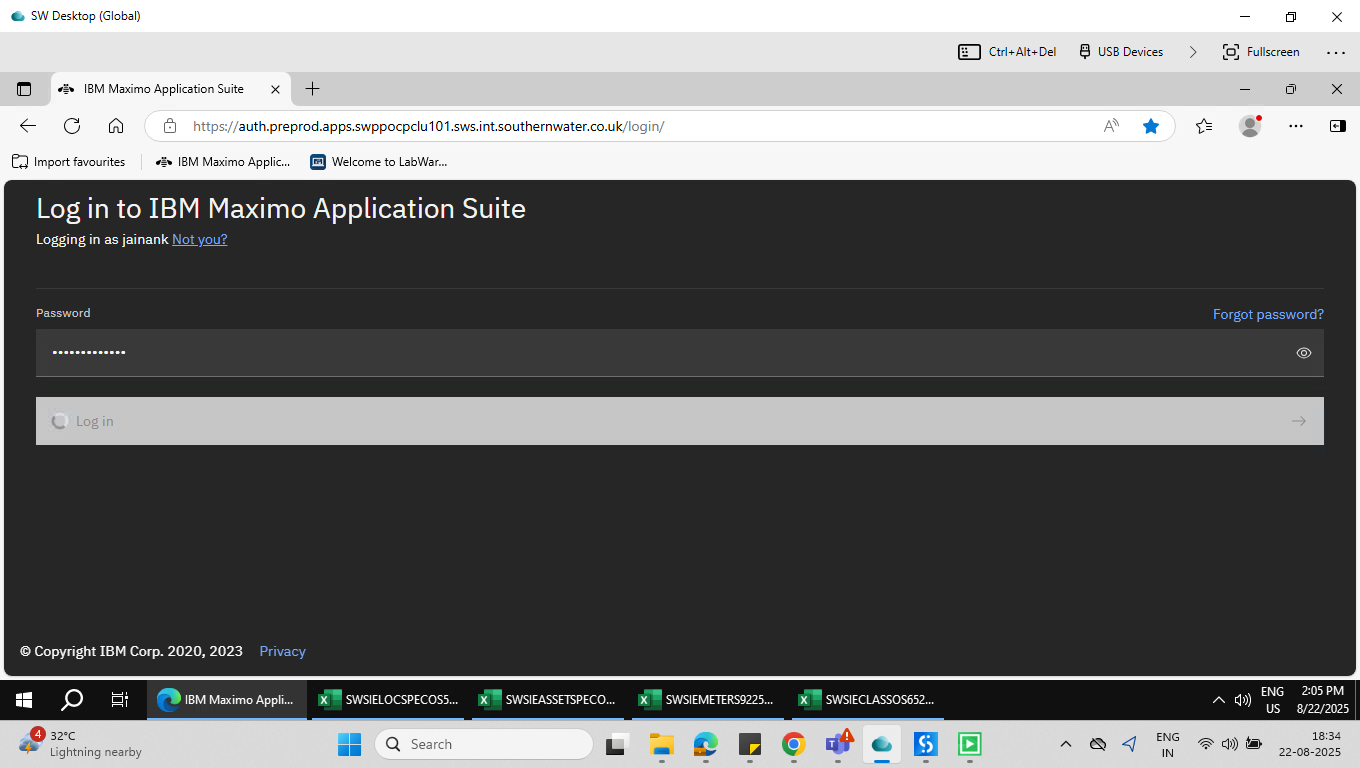 SW Desktop (Global)
Ctrl+Alt+Del
USB Devices
Fullscreen
IBM Maximo Application Suite
https://auth.preprod.apps.swppocpclu101.sws.int.southernwater.co.uk/login/
Import favourites
IBM Maximo Applic...
Welcome to LabWar...
Log in to IBM Maximo Application Suite
Logging in as jainank Not you?
Password
Forgot password?
•••••••••••••
Log in
© Copyright IBM Corp. 2020, 2023 Privacy
IBM Maximo Appli...
SWSIELOCSPECOS5...
SWSIEASSETSPECO...
SWSIEMETERS9225...
SWSIECLASSOS652...
ENG
US
2:05 PM
8/22/2025
4
32°C
Lightning nearby
Search
ENG
IN
18:34
22-08-2025